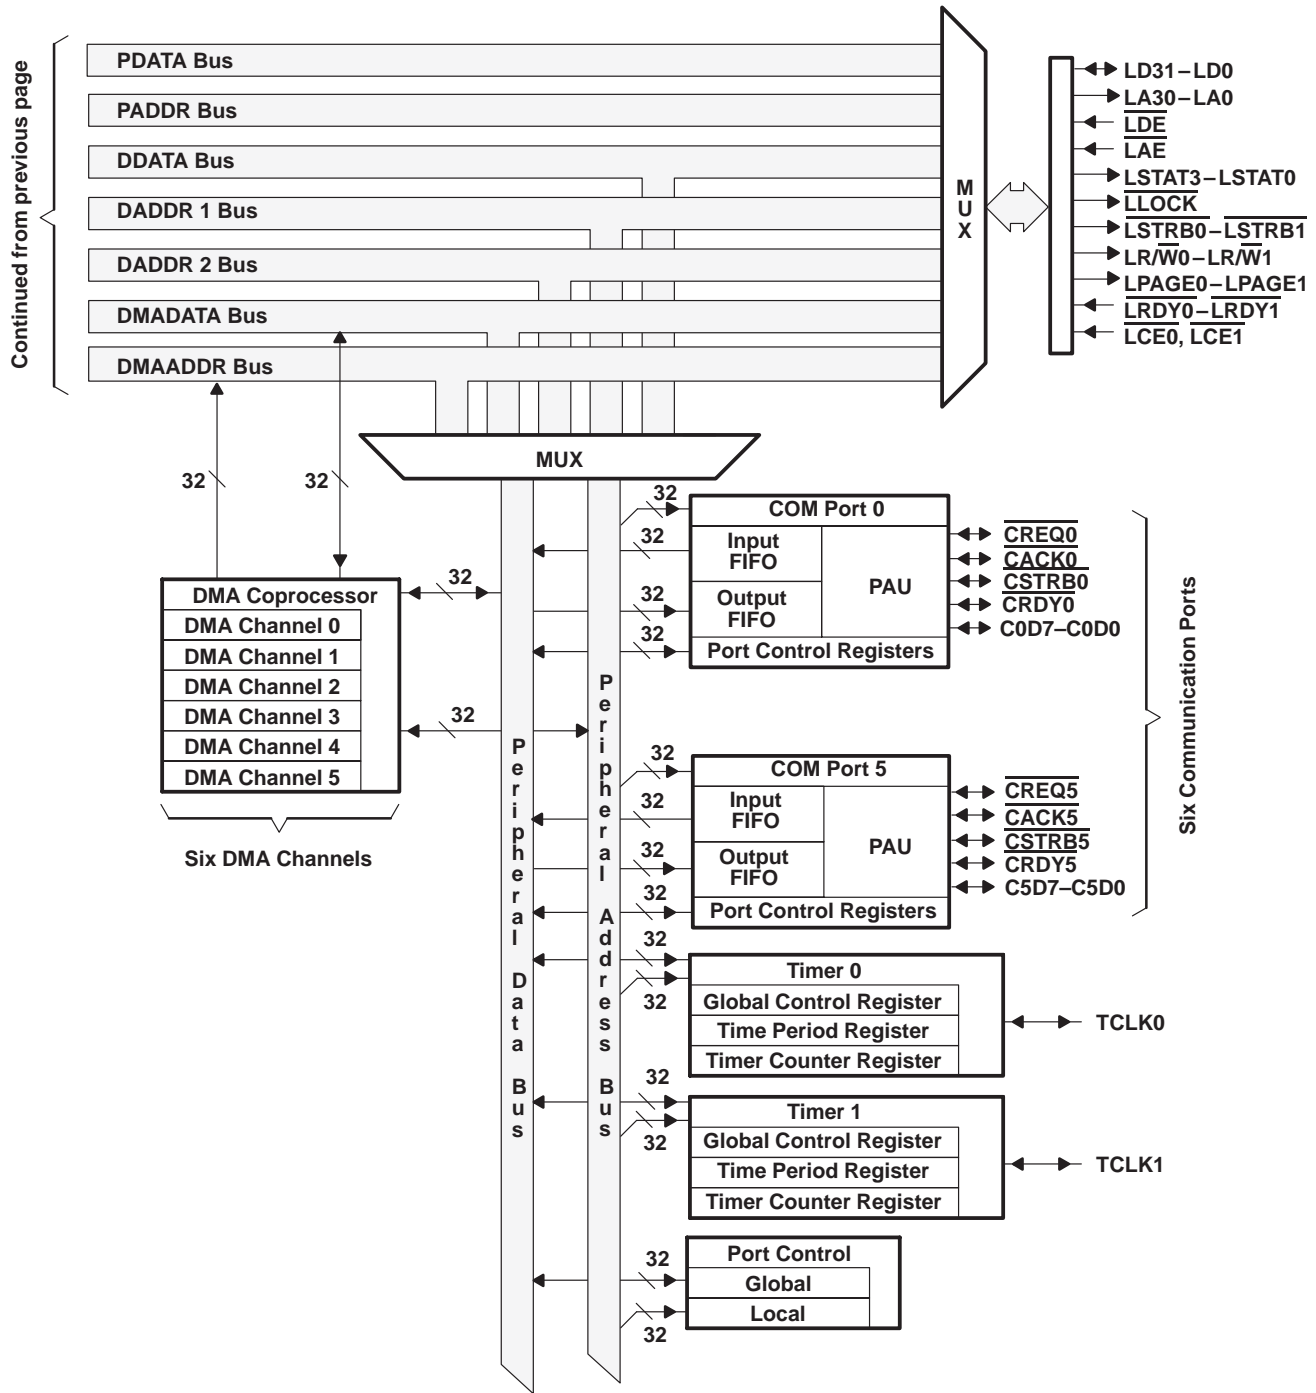 Continued from previous page
PDATA Bus
PADDR Bus
DDATA Bus
DADDR 1 Bus
DADDR 2 Bus
DMADATA Bus
DMAADDR Bus
MUX
LD31–LD0
LA30–LA0
LDE
LAE
LSTAT3–LSTAT0
LLOCK
LSTRB0–LSTRB1
LR/W0–LR/W1
LPAGE0–LPAGE1
LRDY0–LRDY1
LCE0, LCE1
MUX
32
32
DMA Coprocessor
DMA Channel 0
DMA Channel 1
DMA Channel 2
DMA Channel 3
DMA Channel 4
DMA Channel 5
Six DMA Channels
32
32
Peripheral Data Bus
Peripheral Address Bus
32
32
32
32
COM Port 0
Input
FIFO
Output
FIFO
PAU
Port Control Registers
CREQ0
CACK0
CSTRB0
CRDY0
C0D7–C0D0
32
32
32
32
COM Port 5
Input
FIFO
Output
FIFO
PAU
Port Control Registers
CREQ5
CACK5
CSTRB5
CRDY5
C5D7–C5D0
Six Communication Ports
32
32
Timer 0
Global Control Register
Time Period Register
Timer Counter Register
TCLK0
32
32
Timer 1
Global Control Register
Time Period Register
Timer Counter Register
TCLK1
32
32
Port Control
Global
Local